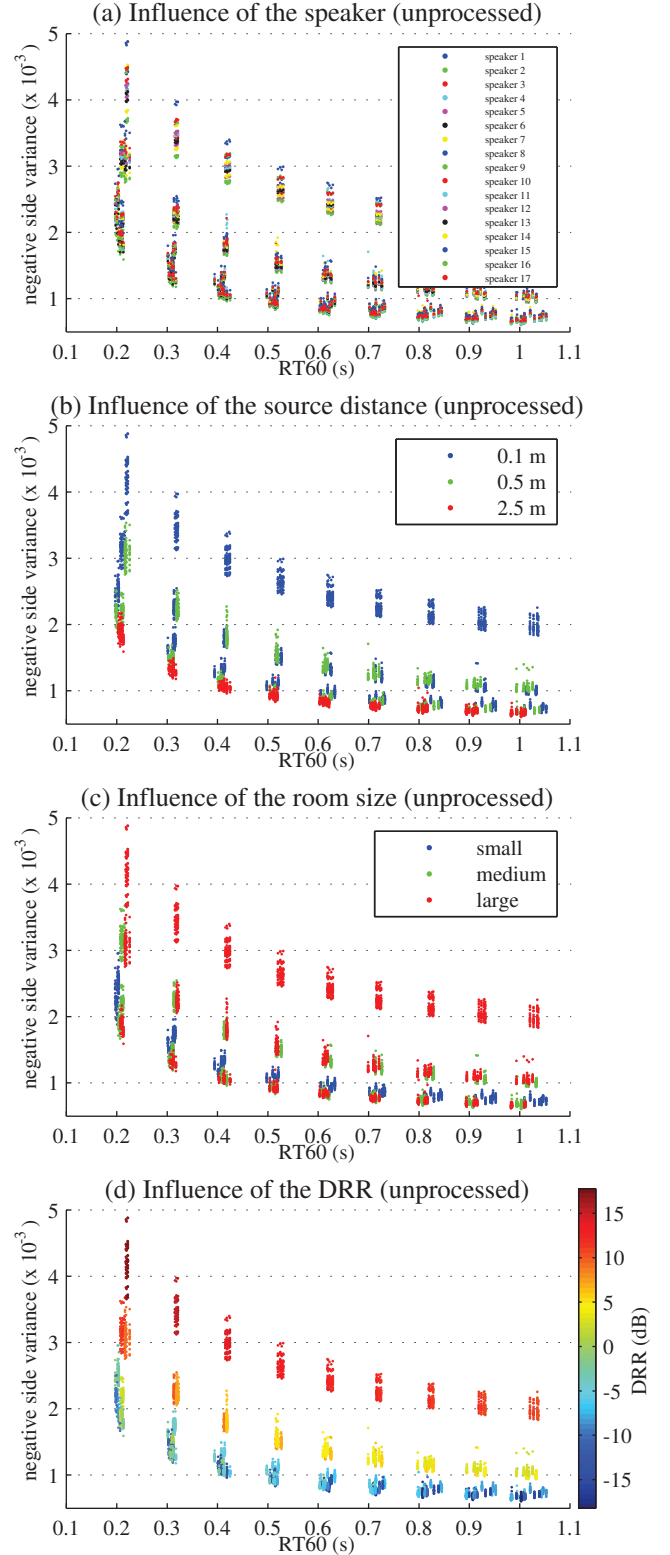 (a) Influence of the speaker (unprocessed)
negative side variance (x 10⁻³)
5
4
3
2
1
speaker 1
speaker 2
speaker 3
speaker 4
speaker 5
speaker 6
speaker 7
speaker 8
speaker 9
speaker 10
speaker 11
speaker 12
speaker 13
speaker 14
speaker 15
speaker 16
speaker 17
0.1 0.2 0.3 0.4 0.5 0.6 0.7 0.8 0.9 1 1.1
RT60 (s)
(b) Influence of the source distance (unprocessed)
negative side variance (x 10⁻³)
5
4
3
2
1
0.1 m
0.5 m
2.5 m
0.1 0.2 0.3 0.4 0.5 0.6 0.7 0.8 0.9 1 1.1
RT60 (s)
(c) Influence of the room size (unprocessed)
negative side variance (x 10⁻³)
5
4
3
2
1
small
medium
large
0.1 0.2 0.3 0.4 0.5 0.6 0.7 0.8 0.9 1 1.1
RT60 (s)
(d) Influence of the DRR (unprocessed)
negative side variance (x 10⁻³)
5
4
3
2
1
0.1 0.2 0.3 0.4 0.5 0.6 0.7 0.8 0.9 1 1.1
RT60 (s)
15
10
5
0
-5
-10
-15
DRR (dB)